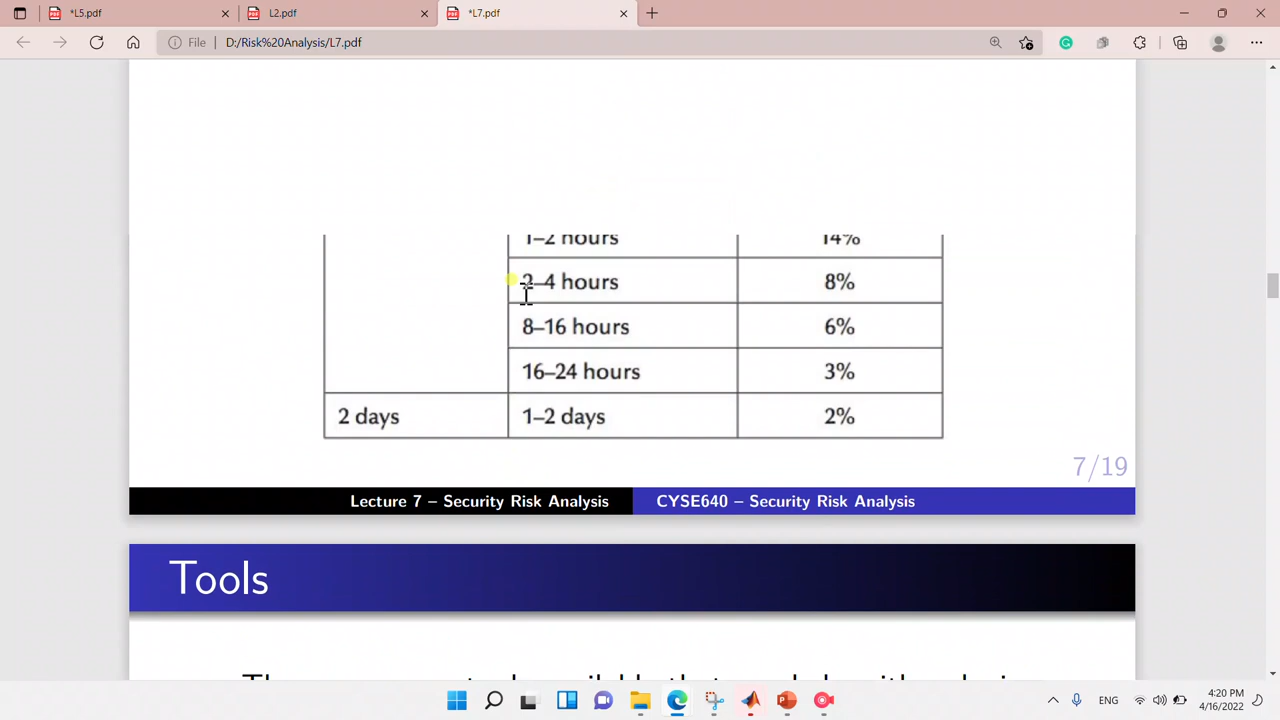 *L5.pdf
L2.pdf
*L7.pdf
File
D:/Risk%20Analysis/L7.pdf
1–2 hours 14%
2–4 hours 8%
8–16 hours 6%
16–24 hours 3%
2 days 1–2 days 2%
7/19
Lecture 7 – Security Risk Analysis CYSE640 – Security Risk Analysis
Tools
ENG
4:20 PM
4/16/2022